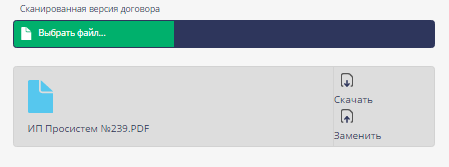 Сканированная версия договора
Выбрать файл...
ИП Просистем №239.PDF
Скачать
Заменить